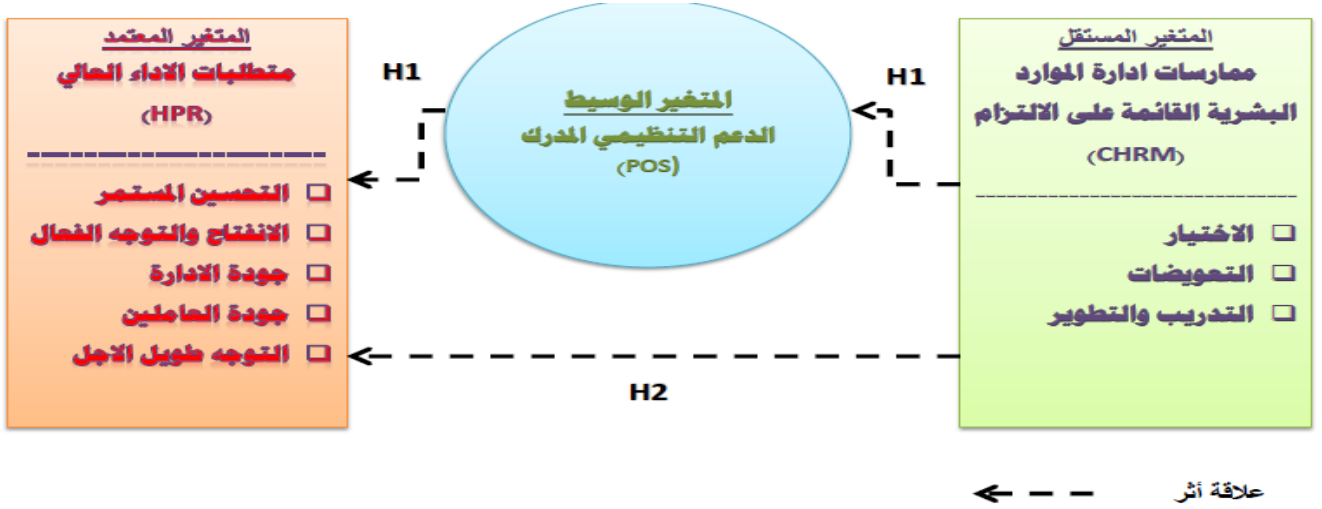 المتغير المستقل
ممارسات ادارة الموارد
البشرية القائمة على الالتزام
(CHRM)
الاختيار
التعويضات
التدريب والتطوير
H1
المتغير الوسيط
الدعم التنظيمي المدرك
(POS)
H1
المتغير المعتمد
متطلبات الاداء العالي
(HPR)
التحسين المستمر
الانفتاح والتوجه الفعال
جودة الادارة
جودة العاملين
التوجه طويل الاجل
H2
علاقة أثر